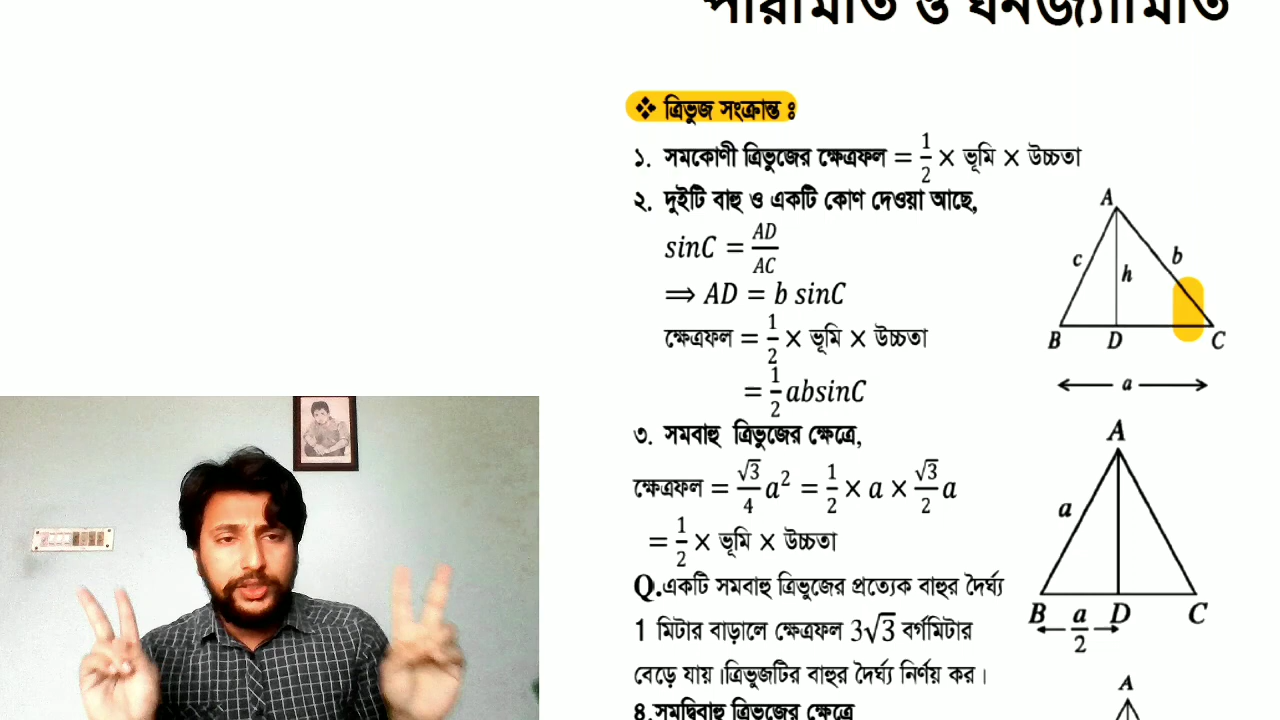 পরিমিতি ও ঘনজ্যামিতি
❖ ত্রিভুজ সংক্রান্ত ঃ
১. সমকোণী ত্রিভুজের ক্ষেত্রফল = 1/2 × ভূমি × উচ্চতা
২. দুইটি বাহু ও একটি কোণ দেওয়া আছে,
sinC = AD/AC
⟹ AD = b sinC
ক্ষেত্রফল = 1/2 × ভূমি × উচ্চতা
= 1/2 absinC
A
c
h
b
B D C
a
৩. সমবাহু ত্রিভুজের ক্ষেত্রে,
ক্ষেত্রফল = √3/4 a² = 1/2 × a × √3/2 a
= 1/2 × ভূমি × উচ্চতা
Q.একটি সমবাহু ত্রিভুজের প্রত্যেক বাহুর দৈর্ঘ্য
1 মিটার বাড়ালে ক্ষেত্রফল 3√3 বর্গমিটার
বেড়ে যায়।ত্রিভুজটির বাহুর দৈর্ঘ্য নির্ণয় কর।
A
a
B a/2 D C
৪.সমদ্বিবাহু ত্রিভুজের ক্ষেত্রে
A